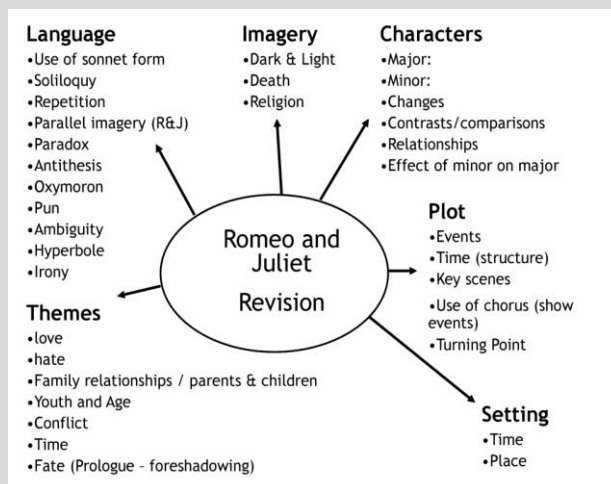 Language
•Use of sonnet form
•Soliloquy
•Repetition
•Parallel imagery (R&J)
•Paradox
•Antithesis
•Oxymoron
•Pun
•Ambiguity
•Hyperbole
•Irony
Imagery
•Dark & Light
•Death
•Religion
Characters
•Major:
•Minor:
•Changes
•Contrasts/comparisons
•Relationships
•Effect of minor on major
Romeo and
Juliet
Revision
Plot
•Events
•Time (structure)
•Key scenes
•Use of chorus (show
events)
•Turning Point
Themes
•love
•hate
•Family relationships / parents & children
•Youth and Age
•Conflict
•Time
•Fate (Prologue - foreshadowing)
Setting
•Time
•Place